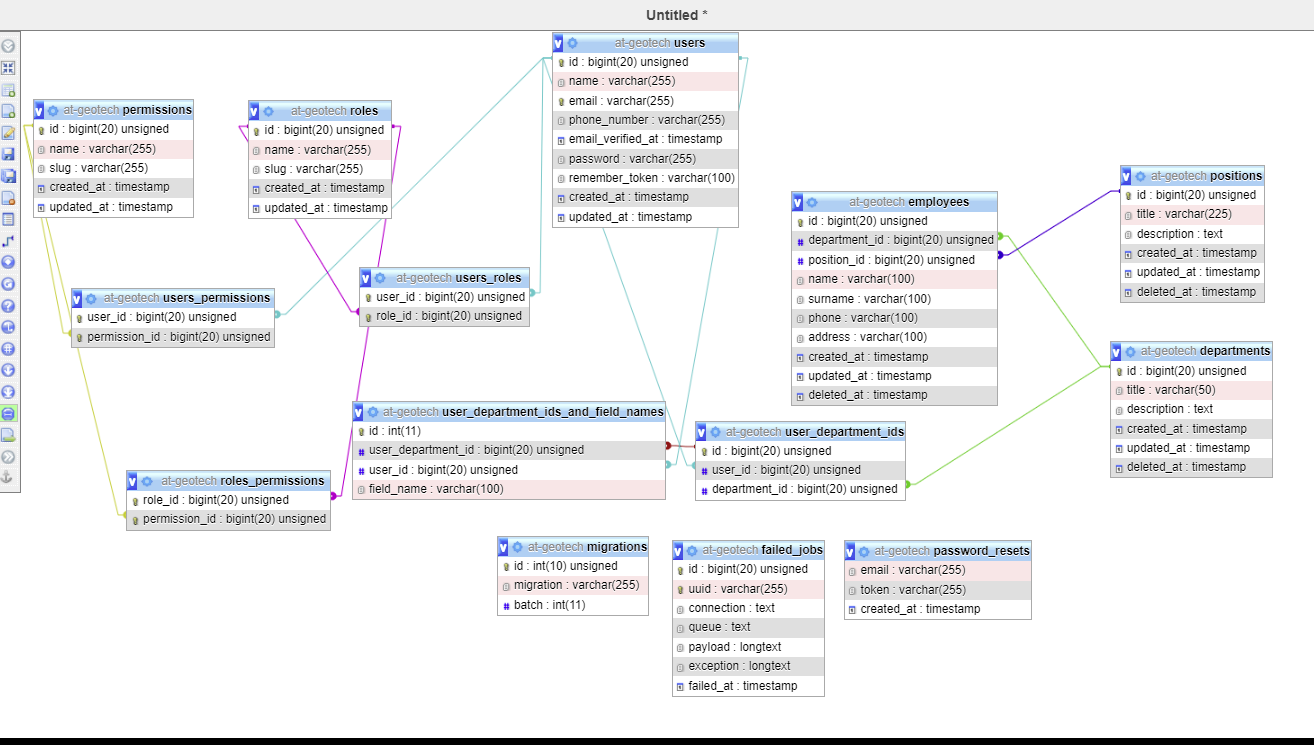 Untitled *
at-geotech users
id : bigint(20) unsigned
name : varchar(255)
email : varchar(255)
phone_number : varchar(255)
email_verified_at : timestamp
password : varchar(255)
remember_token : varchar(100)
created_at : timestamp
updated_at : timestamp
at-geotech permissions
id : bigint(20) unsigned
name : varchar(255)
slug : varchar(255)
created_at : timestamp
updated_at : timestamp
at-geotech roles
id : bigint(20) unsigned
name : varchar(255)
slug : varchar(255)
created_at : timestamp
updated_at : timestamp
at-geotech positions
id : bigint(20) unsigned
title : varchar(225)
description : text
created_at : timestamp
updated_at : timestamp
deleted_at : timestamp
at-geotech employees
id : bigint(20) unsigned
department_id : bigint(20) unsigned
position_id : bigint(20) unsigned
name : varchar(100)
surname : varchar(100)
phone : varchar(100)
address : varchar(100)
created_at : timestamp
updated_at : timestamp
deleted_at : timestamp
at-geotech users_roles
user_id : bigint(20) unsigned
role_id : bigint(20) unsigned
at-geotech users_permissions
user_id : bigint(20) unsigned
permission_id : bigint(20) unsigned
at-geotech departments
id : bigint(20) unsigned
title : varchar(50)
description : text
created_at : timestamp
updated_at : timestamp
deleted_at : timestamp
at-geotech user_department_ids_and_field_names
id : int(11)
user_department_id : bigint(20) unsigned
user_id : bigint(20) unsigned
field_name : varchar(100)
at-geotech user_department_ids
id : bigint(20) unsigned
user_id : bigint(20) unsigned
department_id : bigint(20) unsigned
at-geotech roles_permissions
role_id : bigint(20) unsigned
permission_id : bigint(20) unsigned
at-geotech migrations
id : int(10) unsigned
migration : varchar(255)
batch : int(11)
at-geotech failed_jobs
id : bigint(20) unsigned
uuid : varchar(255)
connection : text
queue : text
payload : longtext
exception : longtext
failed_at : timestamp
at-geotech password_resets
email : varchar(255)
token : varchar(255)
created_at : timestamp